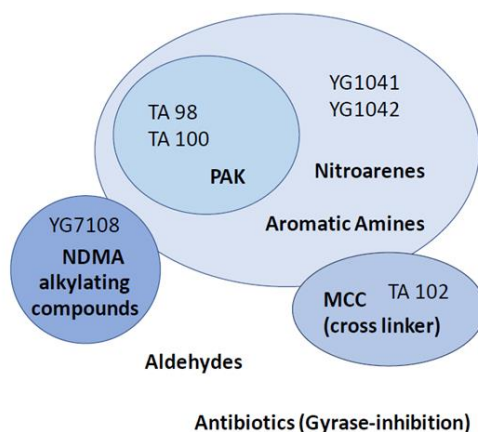 TA 98
TA 100
PAK
YG1041
YG1042
Nitroarenes
Aromatic Amines
YG7108
NDMA
alkylating
compounds
MCC TA 102
(cross linker)
Aldehydes
Antibiotics (Gyrase-inhibition)